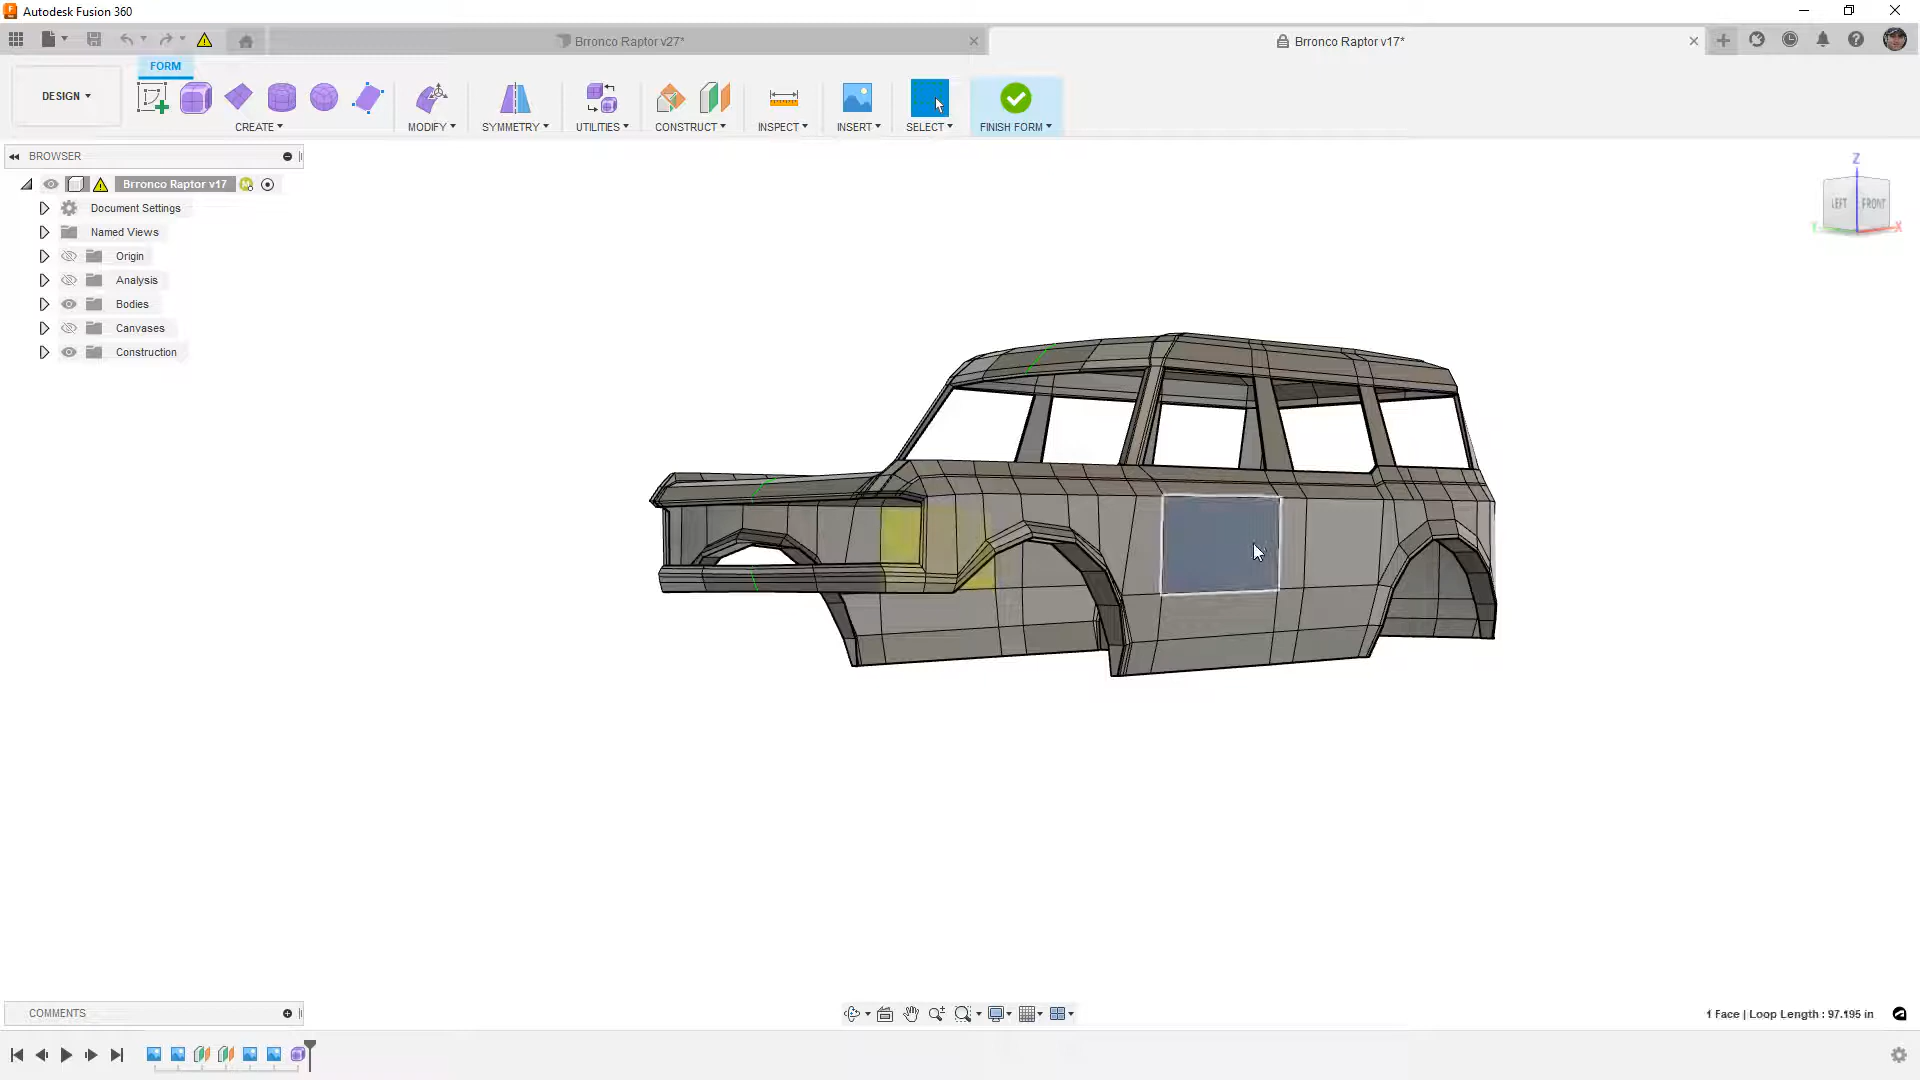 Autodesk Fusion 360
Brronco Raptor v27*
Brronco Raptor v17*
FORM
DESIGN
CREATE
MODIFY
SYMMETRY
UTILITIES
CONSTRUCT
INSPECT
INSERT
SELECT
FINISH FORM
BROWSER
Brronco Raptor v17
Document Settings
Named Views
Origin
Analysis
Bodies
Canvases
Construction
Z
LEFT
FRONT
Y
X
COMMENTS
1 Face | Loop Length : 97.195 in